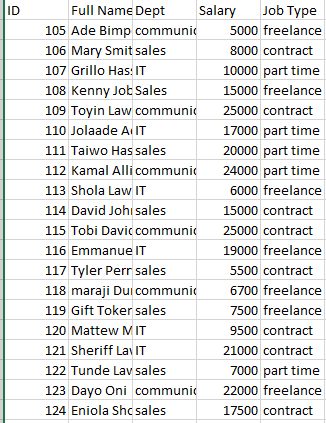 ID Full Name Dept Salary Job Type
105 Ade Bimp communic 5000 freelance
106 Mary Smit sales 8000 contract
107 Grillo Has IT 10000 part time
108 Kenny Job Sales 15000 freelance
109 Toyin Law communic 25000 contract
110 Jolaade A IT 17000 part time
111 Taiwo Has sales 20000 part time
112 Kamal Alli communic 24000 part time
113 Shola Law IT 6000 freelance
114 David Joh sales 15000 contract
115 Tobi David communic 25000 contract
116 Emmanue IT 19000 freelance
117 Tyler Perr sales 5500 contract
118 maraji Du communic 6700 freelance
119 Gift Toker sales 7500 freelance
120 Mattew M IT 9500 contract
121 Sheriff La IT 21000 contract
122 Tunde Law sales 7000 part time
123 Dayo Oni communic 22000 freelance
124 Eniola Sho sales 17500 contract